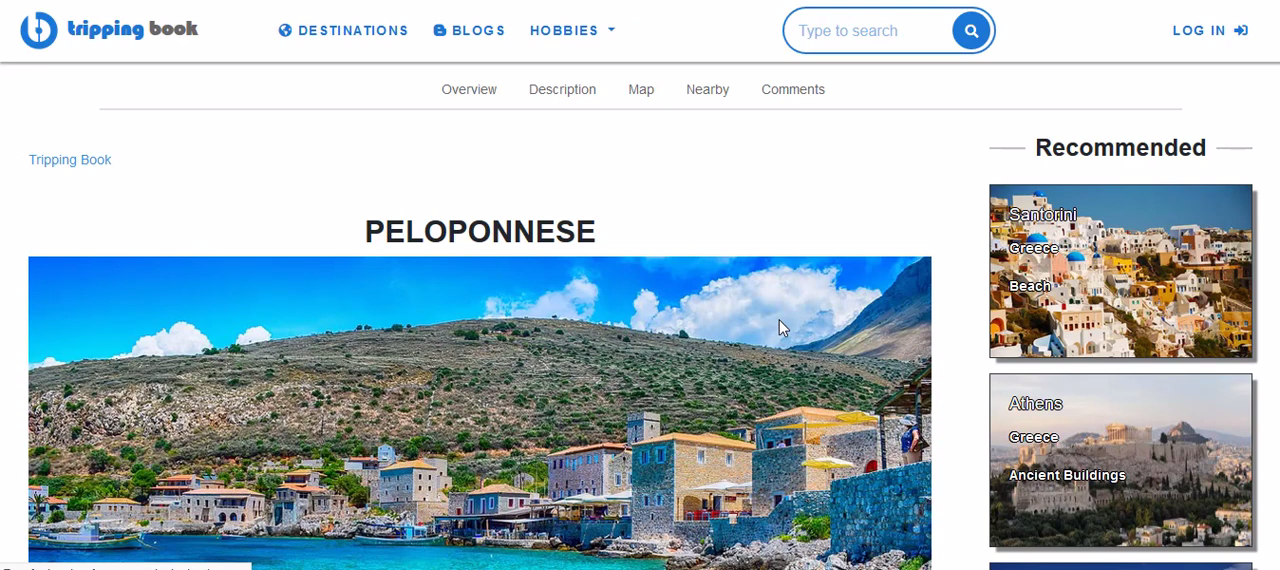 tripping book DESTINATIONS BLOGS HOBBIES Type to search LOG IN
Overview Description Map Nearby Comments
Tripping Book
PELOPONNESE
Recommended
Santorini
Greece
Beach
Athens
Greece
Ancient Buildings